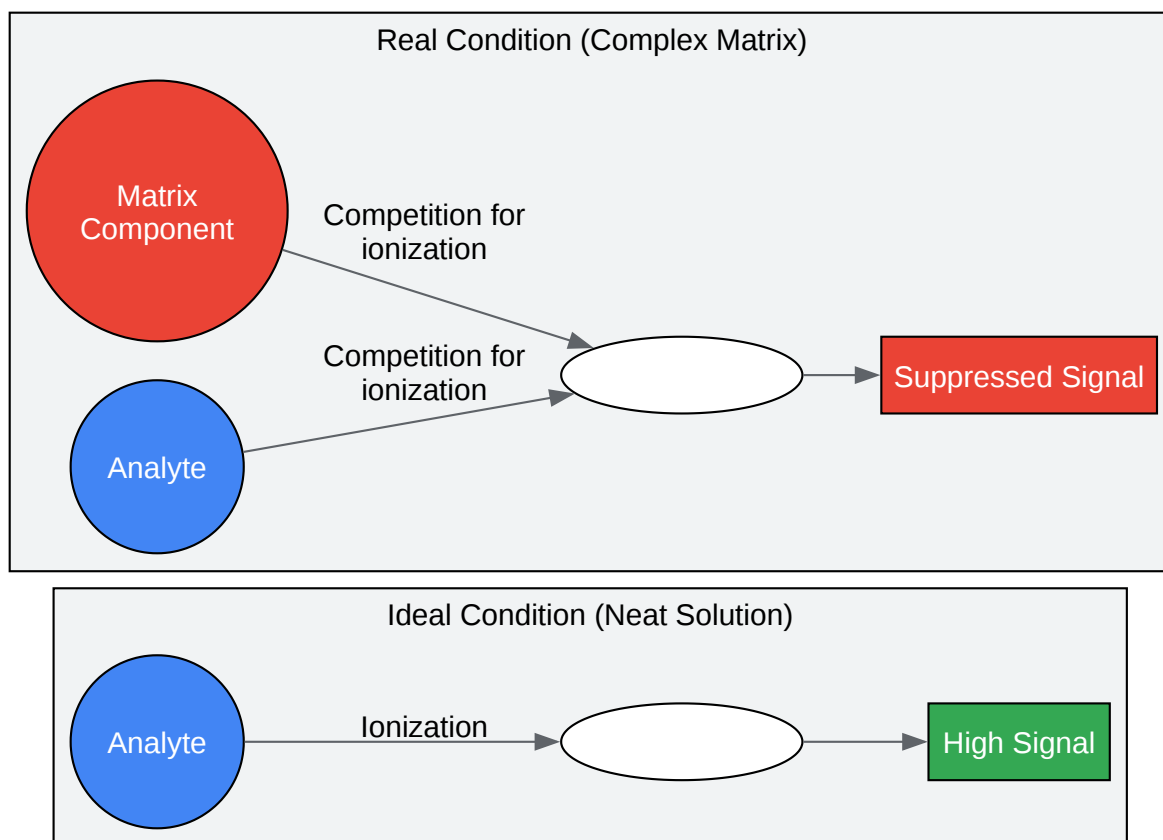 Real Condition (Complex Matrix)
Matrix
Component
Competition for
ionization
Competition for
ionization
Analyte
Suppressed Signal
Ideal Condition (Neat Solution)
Analyte
Ionization
High Signal